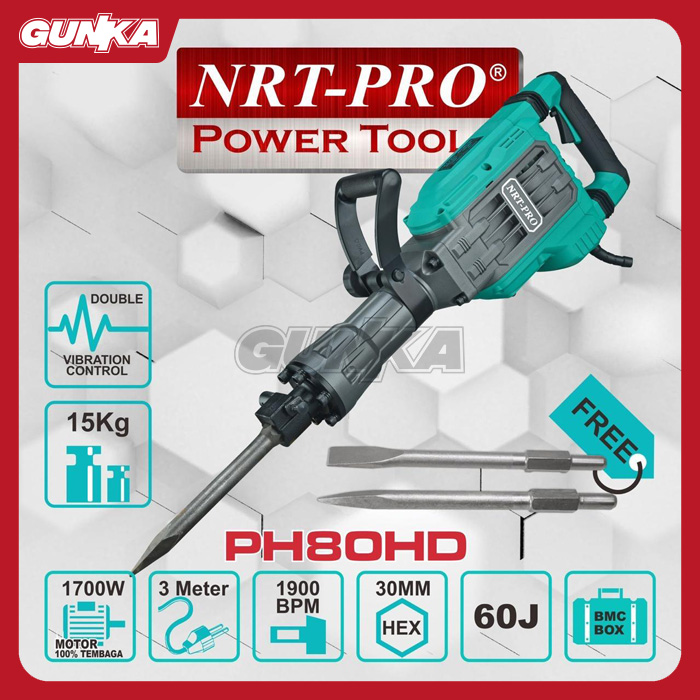 GUNKA
NRT-PRO®
POWER TOOL
NRT-PRO
DOUBLE
VIBRATION
CONTROL
GUNKA
15Kg
FREE
PH80HD
1700W
MOTOR
100% TEMBAGA
3 Meter
1900
BPM
30MM
HEX
60J
BMC
BOX